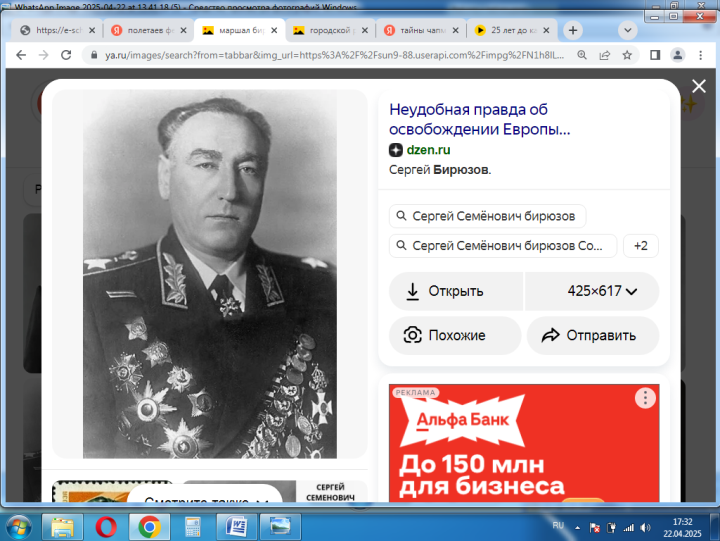 WhatsApp Image 2025-04-22 at 13.41.18 (5) - Средство просмотра фотографий Windows
https://e-sch
полетаев фо
маршал бир
городской р
тайны чапм
25 лет до ка
ya.ru/images/search?from=tabbar&img_url=https%3A%2F%2Fsun9-88.userapi.com%2Fimpg%2FN1h8IL...
Неудобная правда об
освобождении Европы...
dzen.ru
Сергей Бирюзов.
Сергей Семёнович бирюзов
Сергей Семёнович бирюзов Со...
+2
Открыть
425×617
Похожие
Отправить
РЕКЛАМА
Альфа Банк
До 150 млн
для бизнеса
СЕРГЕЙ
СЕМЕНОВИЧ
RU
17:32
22.04.2025